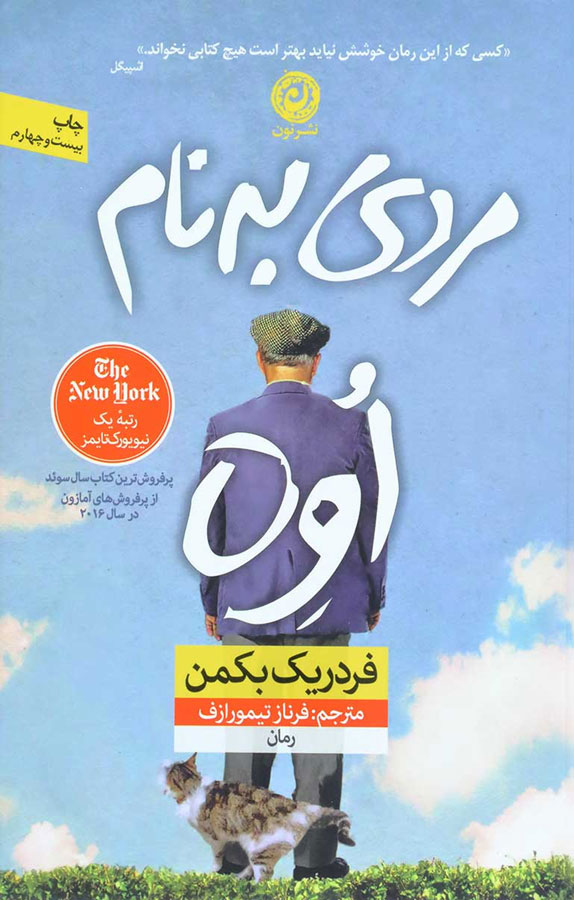 «کسی که از این رمان خوشش نیاید بهتر است هیچ کتابی نخواند.»
اشپیگل
نشر نون
چاپ
بیست و چهارم
مردی به نام
اُوِه
The
New York
رتبهٔ یک
نیویورک‌تایمز
پرفروش‌ترین کتاب سال سوئد
از پرفروش‌های آمازون
در سال ۲۰۱۶
فردریک بکمن
مترجم: فرناز تیمورازف
رمان